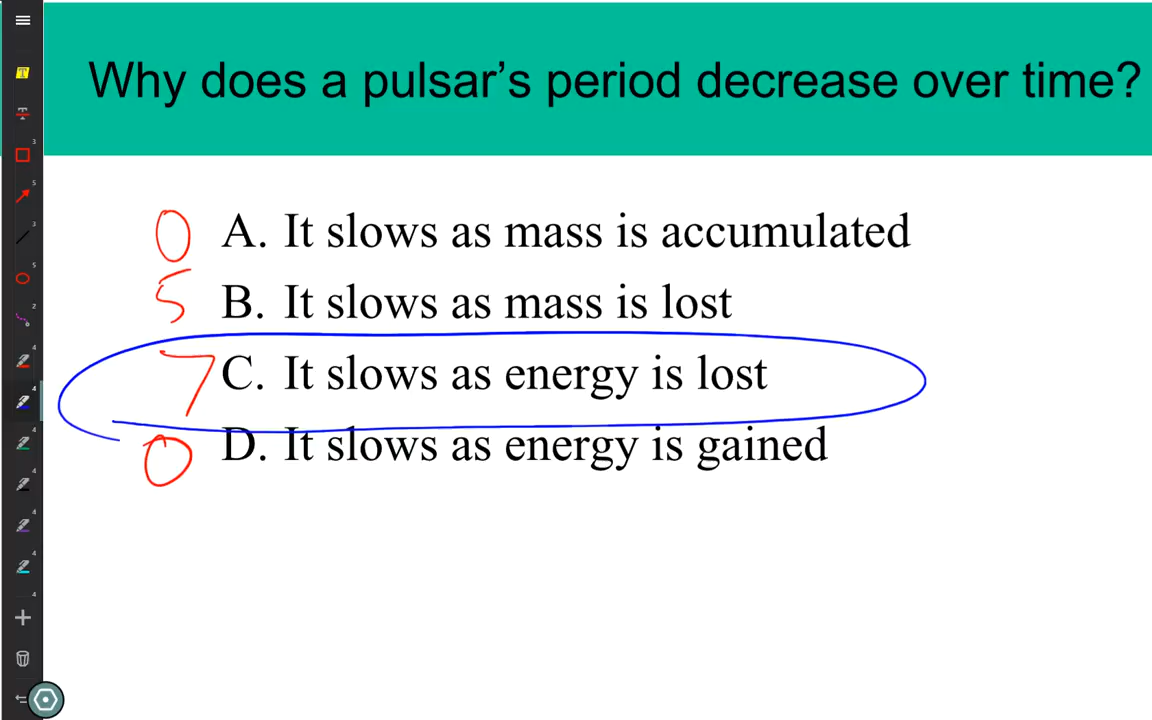 Why does a pulsar's period decrease over time?
0 A. It slows as mass is accumulated
5 B. It slows as mass is lost
7 C. It slows as energy is lost
0 D. It slows as energy is gained